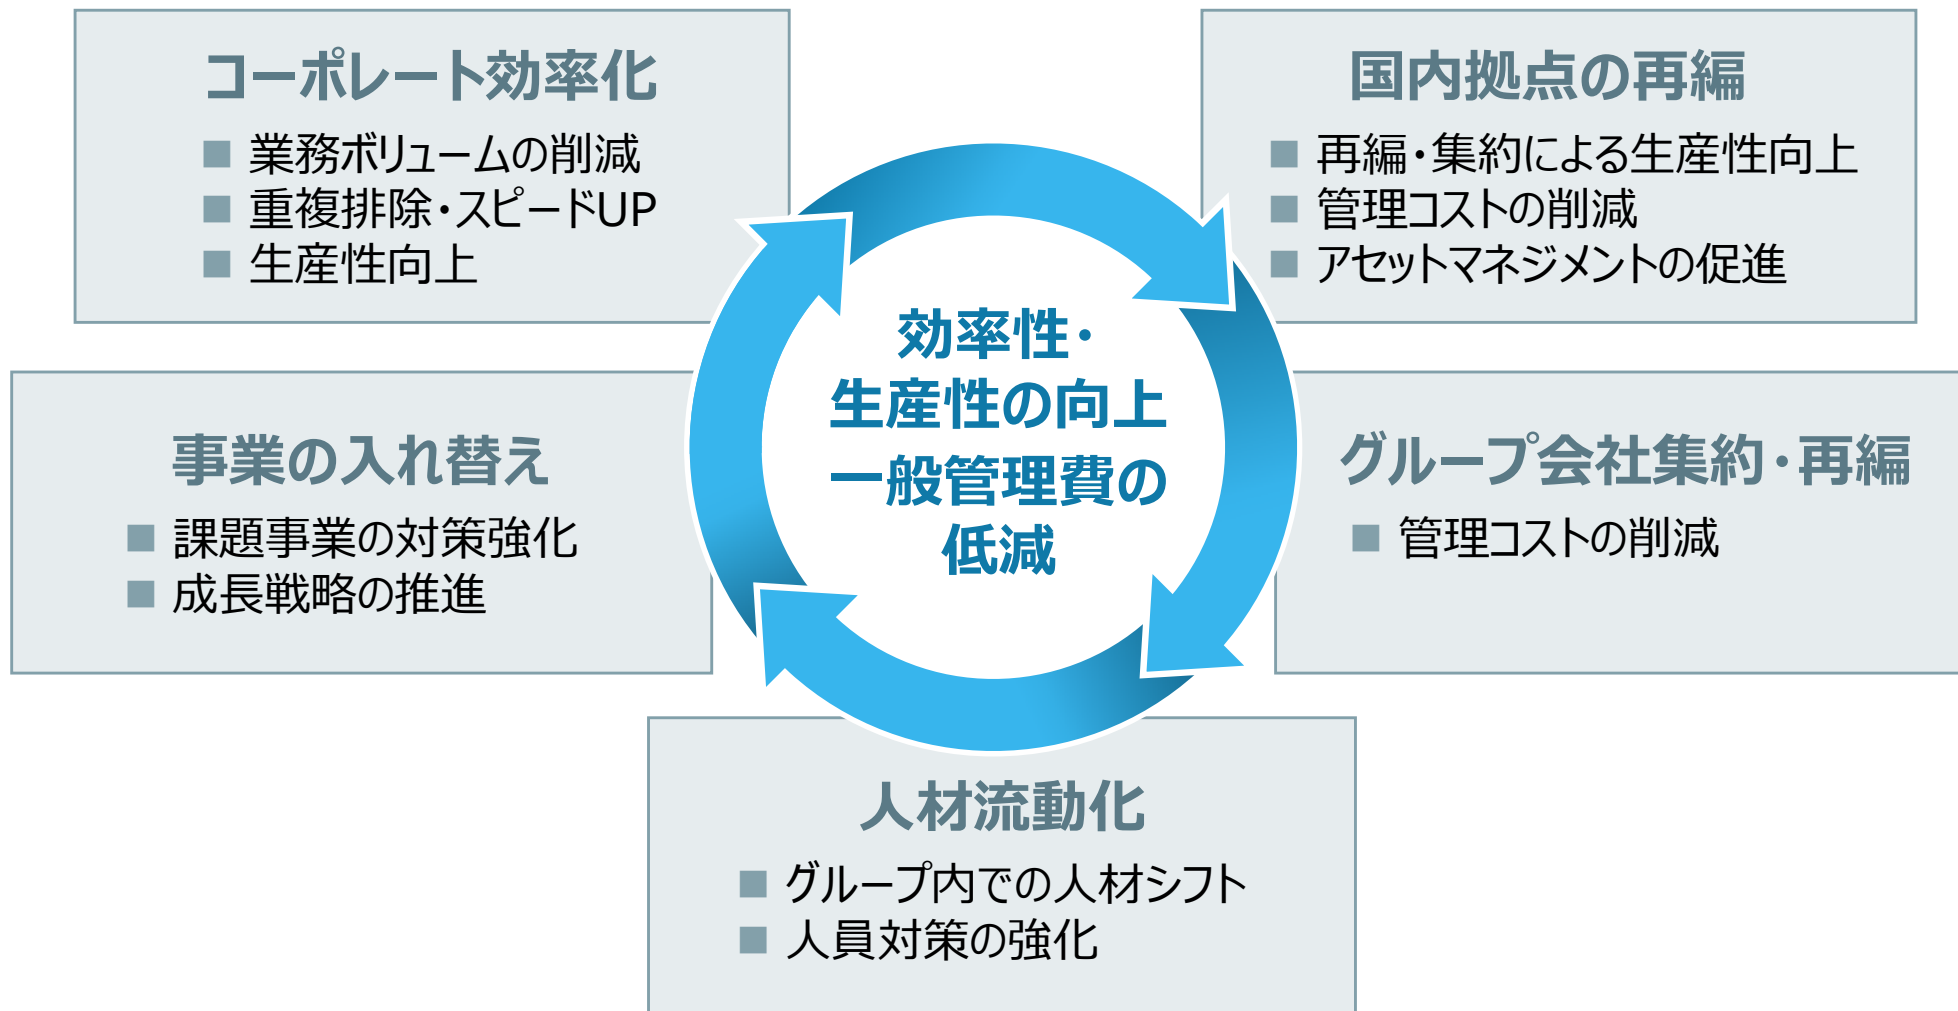 コーポレート効率化
業務ボリュームの削減
重複排除・スピードUP
生産性向上
国内拠点の再編
再編・集約による生産性向上
管理コストの削減
アセットマネジメントの促進
効率性・
生産性の向上
一般管理費の
低減
事業の入れ替え
課題事業の対策強化
成長戦略の推進
グループ会社集約・再編
管理コストの削減
人材流動化
グループ内での人材シフト
人員対策の強化